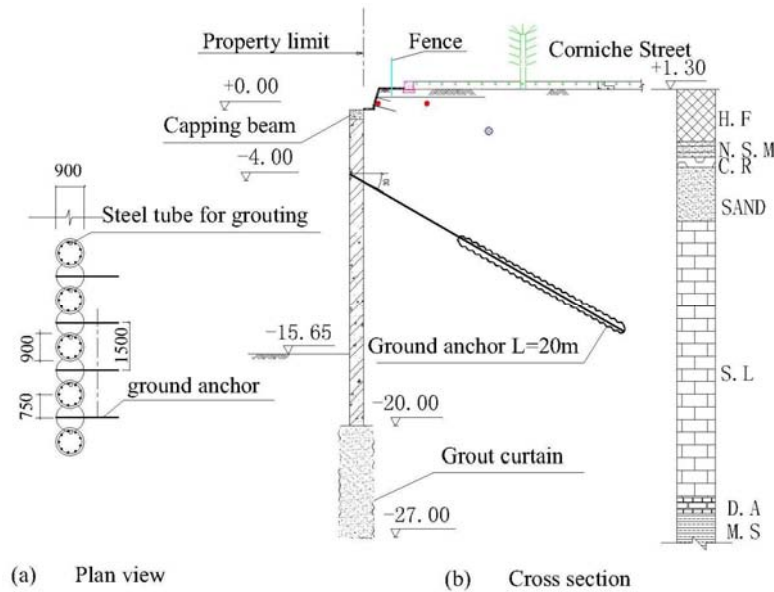 Property limit
Fence
Corniche Street
+0.00
+1.30
Capping beam
H.F
-4.00
N.S.M
C.R
900
Steel tube for grouting
SAND
-15.65
900
1500
Ground anchor L=20m
S.L
750
ground anchor
-20.00
Grout curtain
D.A
-27.00
M.S
(a) Plan view
(b) Cross section